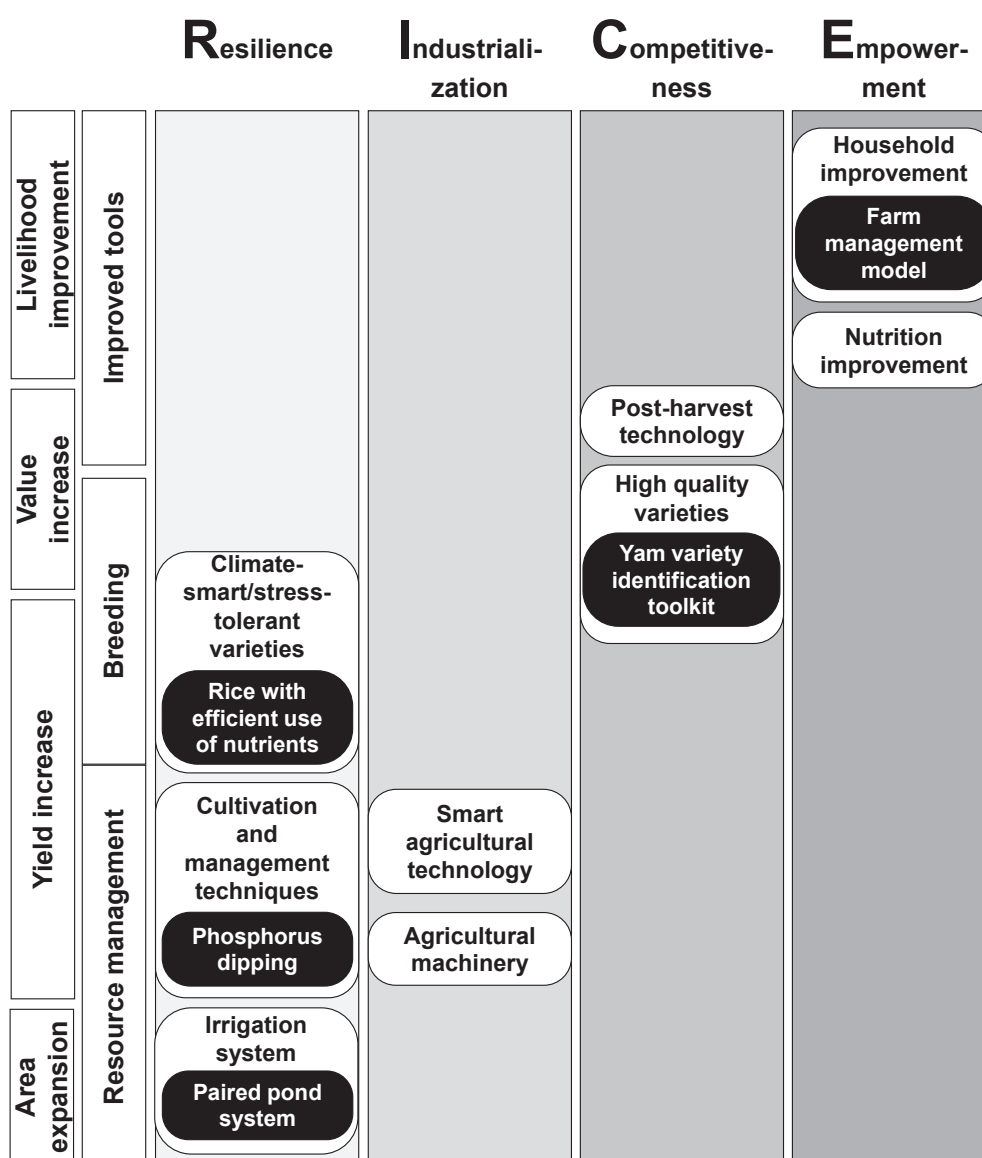 Resilience
Industriali-
zation
Competitive-
ness
Empower-
ment
Livelihood
improvement
Value
increase
Yield increase
Area
expansion
Improved tools
Breeding
Resource management
Climate-
smart/stress-
tolerant
varieties
Rice with
efficient use
of nutrients
Cultivation
and
management
techniques
Phosphorus
dipping
Irrigation
system
Paired pond
system
Smart
agricultural
technology
Agricultural
machinery
Post-harvest
technology
High quality
varieties
Yam variety
identification
toolkit
Household
improvement
Farm
management
model
Nutrition
improvement